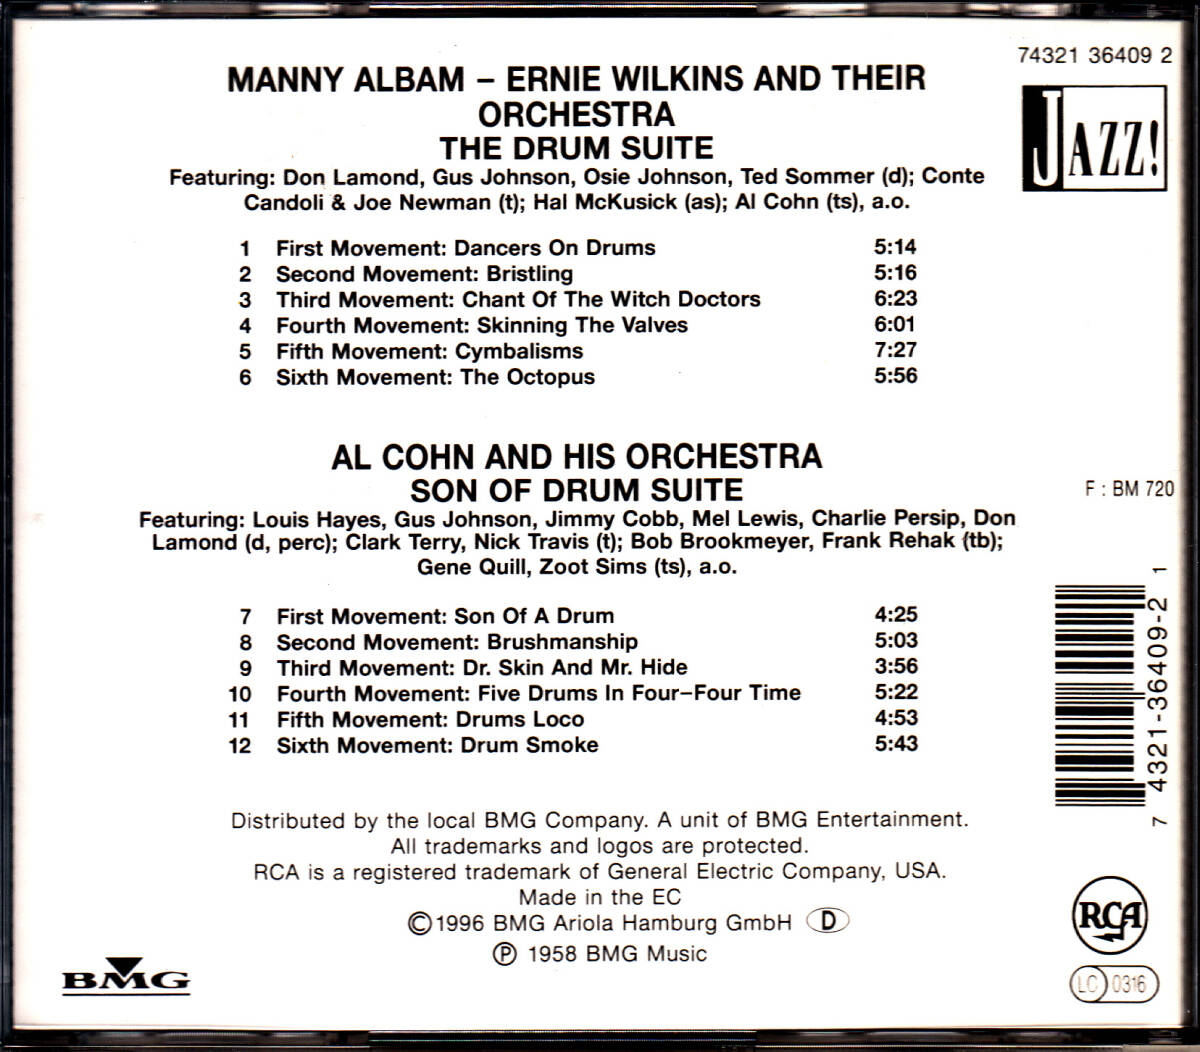 74321 36409 2
JAZZ!
MANNY ALBAM – ERNIE WILKINS AND THEIR
ORCHESTRA
THE DRUM SUITE
Featuring: Don Lamond, Gus Johnson, Osie Johnson, Ted Sommer (d); Conte
Candoli & Joe Newman (t); Hal McKusick (as); Al Cohn (ts), a.o.
1 First Movement: Dancers On Drums 5:14
2 Second Movement: Bristling 5:16
3 Third Movement: Chant Of The Witch Doctors 6:23
4 Fourth Movement: Skinning The Valves 6:01
5 Fifth Movement: Cymbalisms 7:27
6 Sixth Movement: The Octopus 5:56
AL COHN AND HIS ORCHESTRA
SON OF DRUM SUITE
F : BM 720
Featuring: Louis Hayes, Gus Johnson, Jimmy Cobb, Mel Lewis, Charlie Persip, Don
Lamond (d, perc); Clark Terry, Nick Travis (t); Bob Brookmeyer, Frank Rehak (tb);
Gene Quill, Zoot Sims (ts), a.o.
7 First Movement: Son Of A Drum 4:25
8 Second Movement: Brushmanship 5:03
9 Third Movement: Dr. Skin And Mr. Hide 3:56
10 Fourth Movement: Five Drums In Four–Four Time 5:22
11 Fifth Movement: Drums Loco 4:53
12 Sixth Movement: Drum Smoke 5:43
7 4321-36409-2 1
Distributed by the local BMG Company. A unit of BMG Entertainment.
All trademarks and logos are protected.
RCA is a registered trademark of General Electric Company, USA.
Made in the EC
©1996 BMG Ariola Hamburg GmbH D
℗ 1958 BMG Music
BMG
RCA
LC 0316